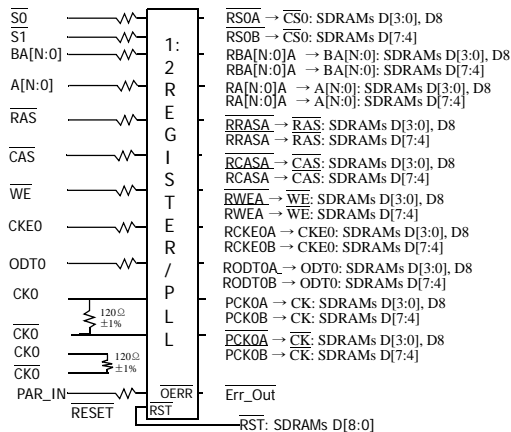 S0
S1
BA[N:0]
A[N:0]
RAS
CAS
WE
CKE0
ODT0
CK0
120Ω
±1%
CK0
CK0
120Ω
±1%
CK0
PAR_IN
RESET
1:
2
R
E
G
I
S
T
E
R
/
P
L
L
OERR
RST
RS0A → CS0: SDRAMs D[3:0], D8
RS0B → CS0: SDRAMs D[7:4]
RBA[N:0]A → BA[N:0]: SDRAMs D[3:0], D8
RBA[N:0]A → BA[N:0]: SDRAMs D[7:4]
RA[N:0]A → A[N:0]: SDRAMs D[3:0], D8
RA[N:0]A → A[N:0]: SDRAMs D[7:4]
RRASA → RAS: SDRAMs D[3:0], D8
RRASA → RAS: SDRAMs D[7:4]
RCASA → CAS: SDRAMs D[3:0], D8
RCASA → CAS: SDRAMs D[7:4]
RWEA → WE: SDRAMs D[3:0], D8
RWEA → WE: SDRAMs D[7:4]
RCKE0A → CKE0: SDRAMs D[3:0], D8
RCKE0B → CKE0: SDRAMs D[7:4]
RODT0A → ODT0: SDRAMs D[3:0], D8
RODT0B → ODT0: SDRAMs D[7:4]
PCK0A → CK: SDRAMs D[3:0], D8
PCK0B → CK: SDRAMs D[7:4]
PCK0A → CK: SDRAMs D[3:0], D8
PCK0B → CK: SDRAMs D[7:4]
Err_Out
RST: SDRAMs D[8:0]